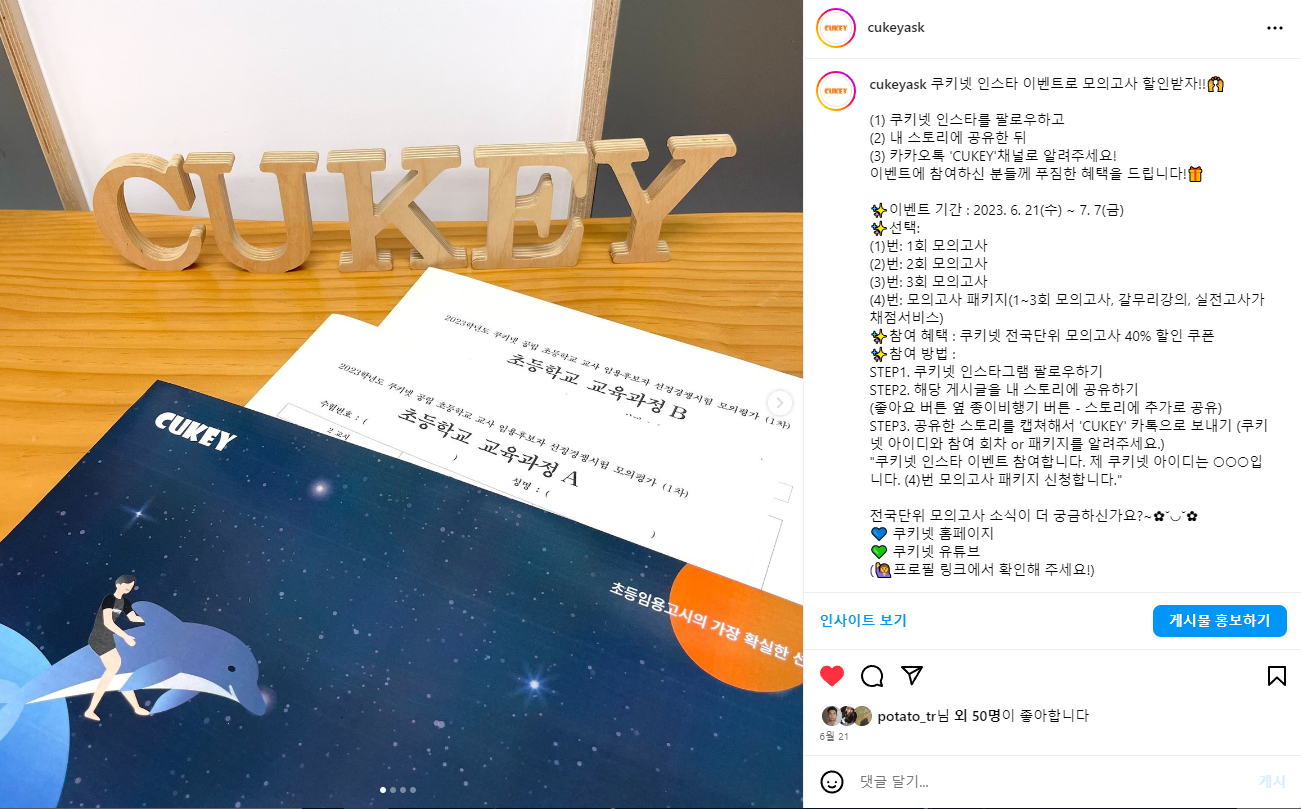 CUKEY
2023학년도 쿠키넷 공립 초등학교 교사 임용후보자 선정경쟁시험 모의평가 (1차)
초등학교 교육과정 B
2023학년도 쿠키넷 공립 초등학교 교사 임용후보자 선정경쟁시험 모의평가 (1차)
초등학교 교육과정 A
수험번호 : (        )
성명 : (        )
2 교시
CUKEY
초등임용고시의 가장 확실한 선
CUKEY
cukeyask
CUKEY
cukeyask 쿠키넷 인스타 이벤트로 모의고사 할인받자!!🙌
(1) 쿠키넷 인스타를 팔로우하고
(2) 내 스토리에 공유한 뒤
(3) 카카오톡 'CUKEY'채널로 알려주세요!
이벤트에 참여하신 분들께 푸짐한 혜택을 드립니다!🎁
✨이벤트 기간 : 2023. 6. 21(수) ~ 7. 7(금)
✨선택:
(1)번: 1회 모의고사
(2)번: 2회 모의고사
(3)번: 3회 모의고사
(4)번: 모의고사 패키지(1~3회 모의고사, 갈무리강의, 실전고사가
채점서비스)
✨참여 혜택 : 쿠키넷 전국단위 모의고사 40% 할인 쿠폰
✨참여 방법 :
STEP1. 쿠키넷 인스타그램 팔로우하기
STEP2. 해당 게시글을 내 스토리에 공유하기
(좋아요 버튼 옆 종이비행기 버튼 - 스토리에 추가로 공유)
STEP3. 공유한 스토리를 캡쳐해서 'CUKEY' 카톡으로 보내기 (쿠키
넷 아이디와 참여 회차 or 패키지를 알려주세요.)
"쿠키넷 인스타 이벤트 참여합니다. 제 쿠키넷 아이디는 ○○○입
니다. (4)번 모의고사 패키지 신청합니다."
전국단위 모의고사 소식이 더 궁금하신가요?~✿˘◡˘✿
💙 쿠키넷 홈페이지
💚 쿠키넷 유튜브
(🙋프로필 링크에서 확인해 주세요!)
인사이트 보기
게시물 홍보하기
potato_tr님 외 50명이 좋아합니다
6월 21
댓글 달기...
게시